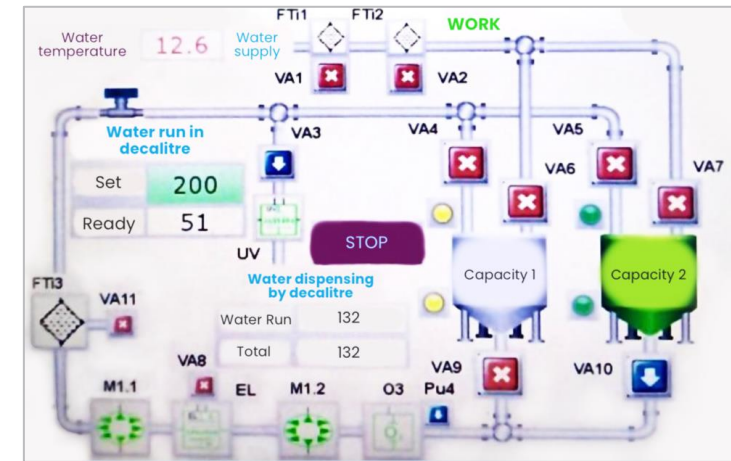 FTi1
FTi2
WORK
Water temperature
12.6
Water supply
VA1
VA2
Water run in decalitre
VA3
VA4
VA5
VA6
VA7
Set
200
Ready
51
UV
STOP
Water dispensing by decalitre
Water Run
132
Total
132
Capacity 1
Capacity 2
FTi3
VA11
VA8
VA9
VA10
M1.1
EL
M1.2
O3
Pu4